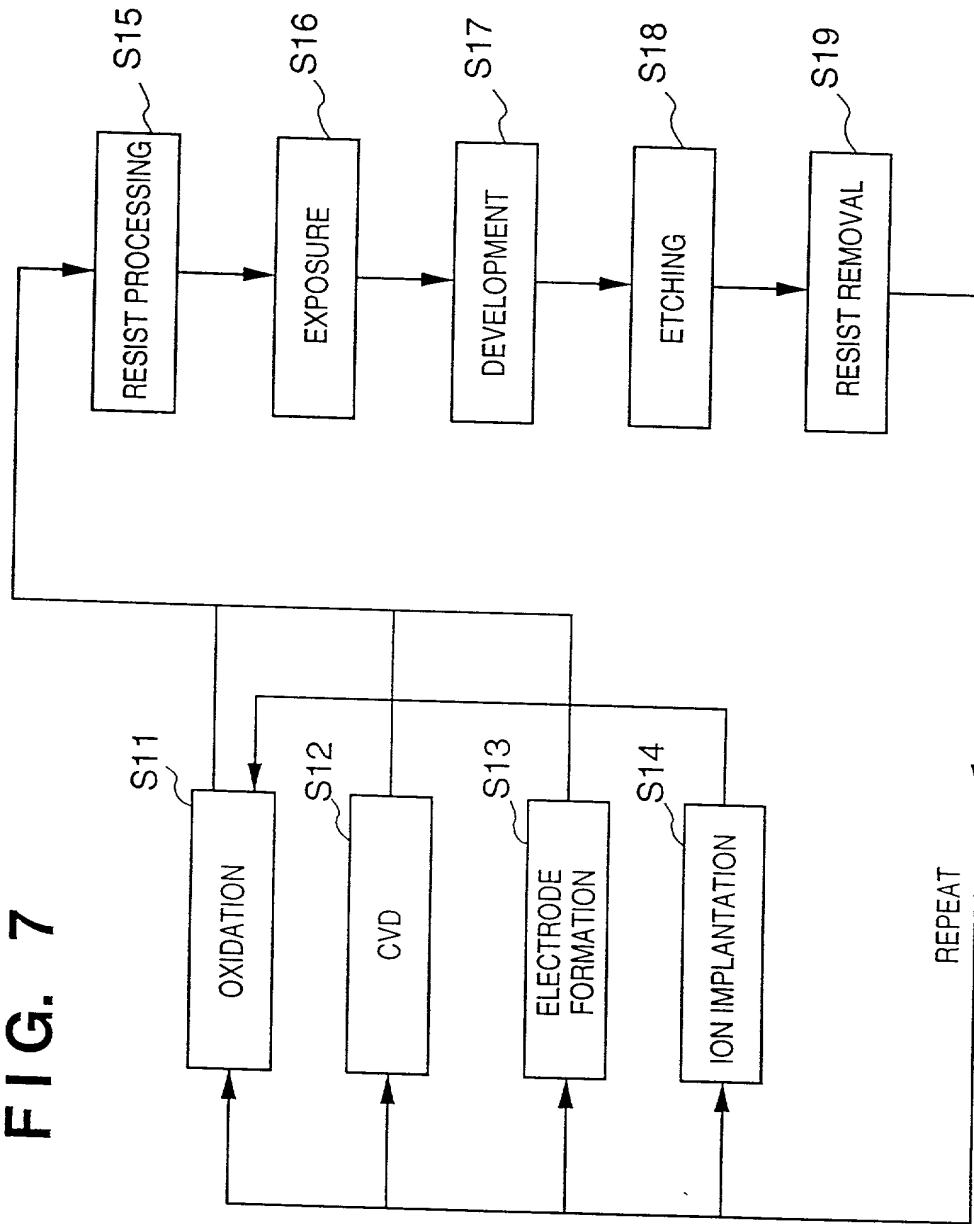 FIG. 7
OXIDATION
S11
CVD
S12
ELECTRODE
FORMATION
S13
ION IMPLANTATION
S14
REPEAT
RESIST PROCESSING
S15
EXPOSURE
S16
DEVELOPMENT
S17
ETCHING
S18
RESIST REMOVAL
S19